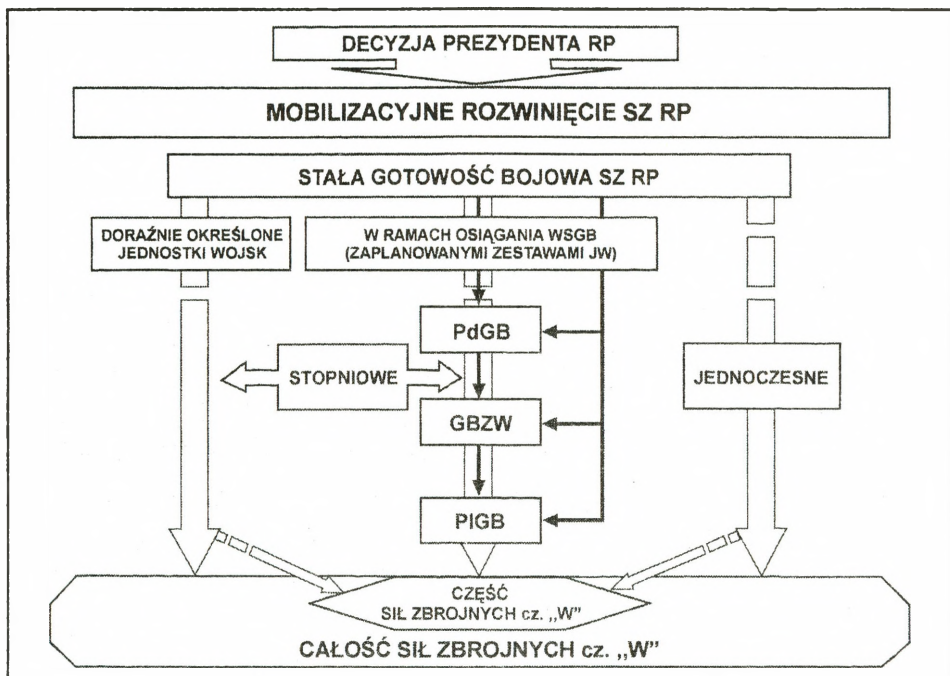 DECYZJA PREZYDENTA RP
MOBILIZACYJNE ROZWINIĘCIE SZ RP
STAŁA GOTOWOŚĆ BOJOWA SZ RP
DORAŹNIE OKREŚLONE
JEDNOSTKI WOJSK
W RAMACH OSIĄGANIA WSGB
(ZAPLANOWANYMI ZESTAWAMI JW)
PdGB
STOPNIOWE
JEDNOCZESNE
GBZW
PłGB
CZĘŚĆ
SIŁ ZBROJNYCH cz. „W”
CAŁOŚĆ SIŁ ZBROJNYCH cz. „W”